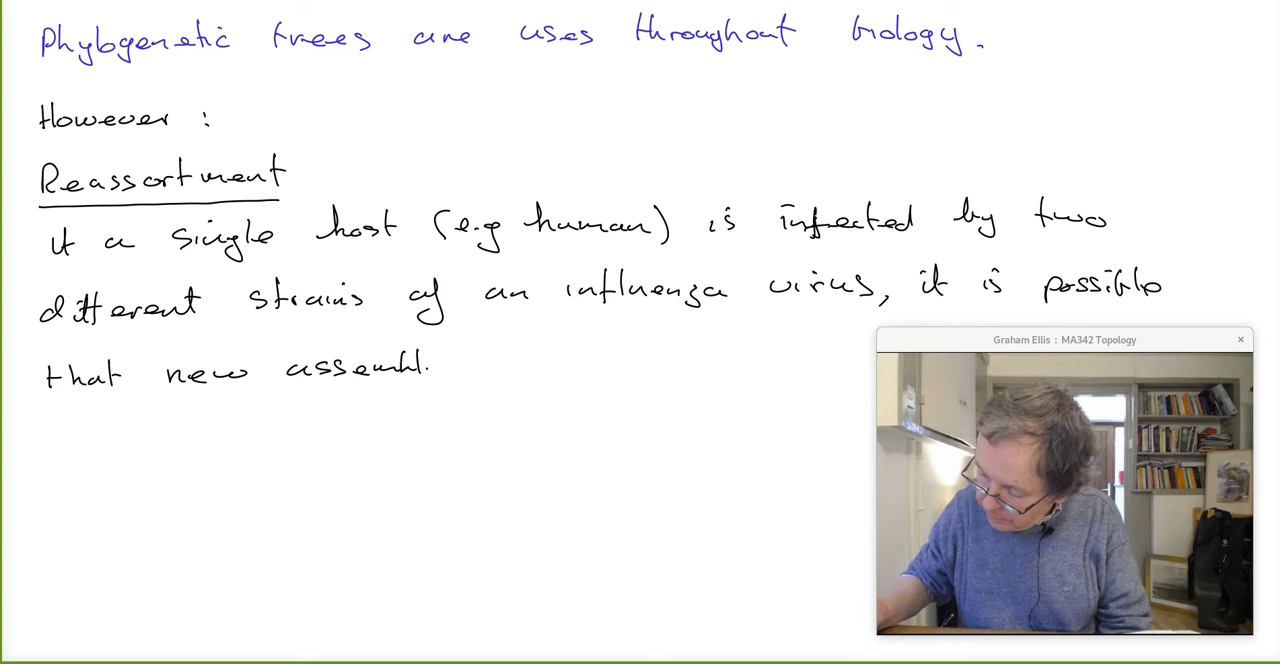 Phylogenetic trees are uses throughout biology.
However :
Reassortment
if a single host (e.g human) is infected by two
different strains of an influenza virus, it is possible
that new assembl.
Graham Ellis : MA342 Topology